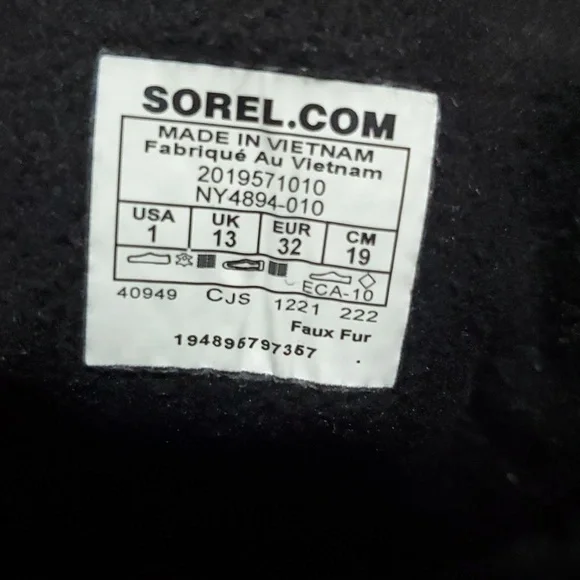 SOREL.COM
MADE IN VIETNAM
Fabriqué Au Vietnam
2019571010
NY4894-010
USA UK EUR CM
1 13 32 19
ECA-10
40949 CJS 1221 222
Faux Fur
194895797357